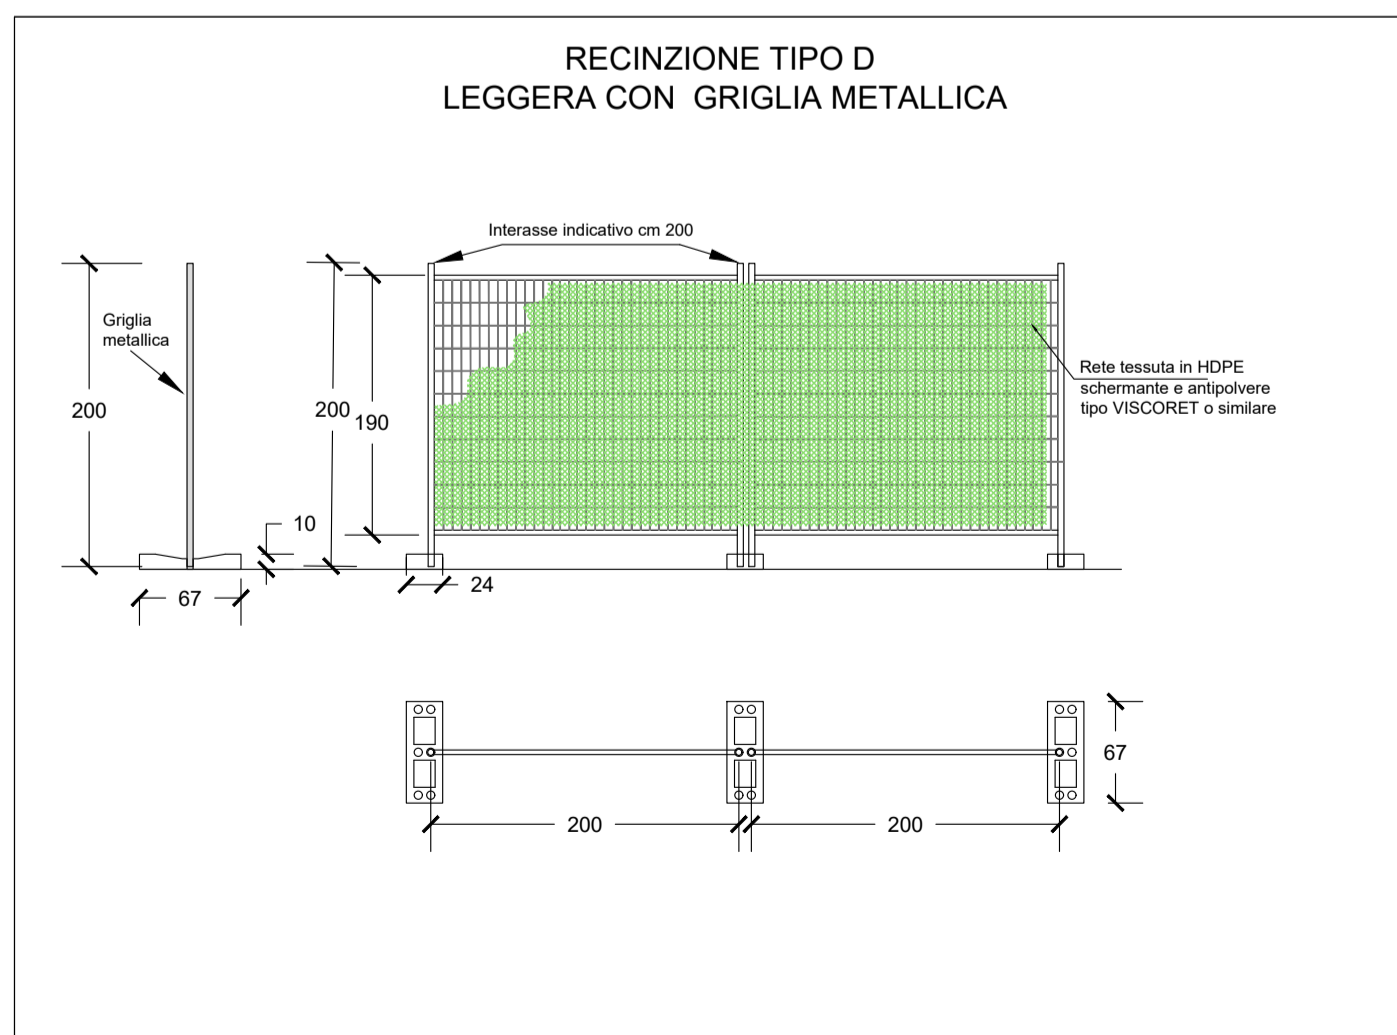 RECINZIONE TIPO D
LEGGERA CON GRIGLIA METALLICA
Interasse indicativo cm 200
Griglia
metallica
200
200
190
10
67
24
Rete tessuta in HDPE
schermante e antipolvere
tipo VISCORET o similare
67
200
200